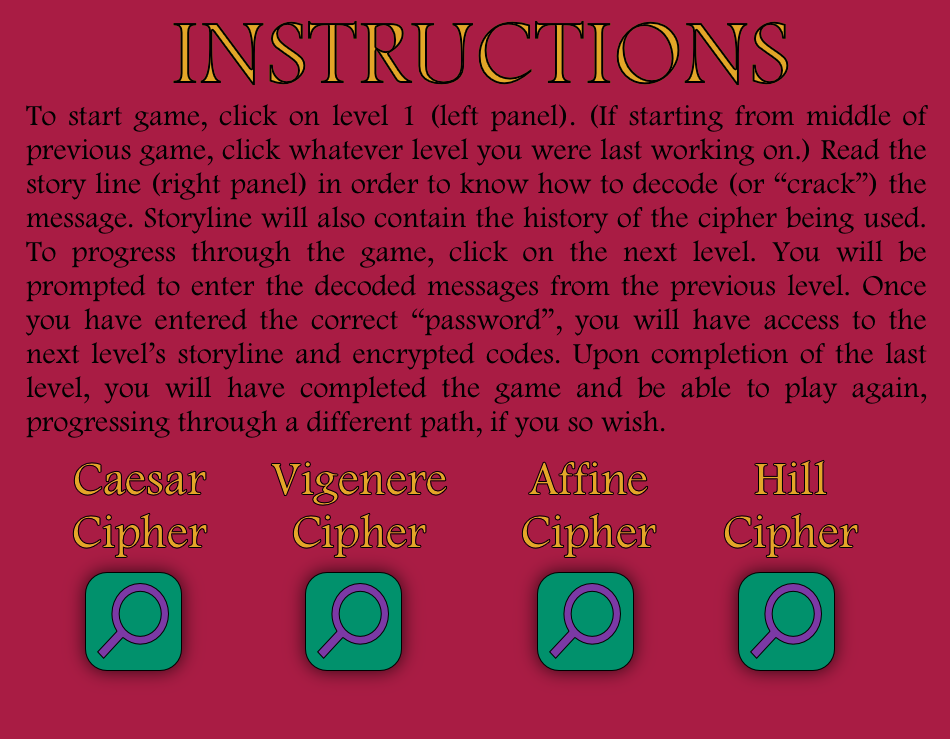 INSTRUCTIONS
To start game, click on level 1 (left panel). (If starting from middle of
previous game, click whatever level you were last working on.) Read the
story line (right panel) in order to know how to decode (or “crack”) the
message. Storyline will also contain the history of the cipher being used.
To progress through the game, click on the next level. You will be
prompted to enter the decoded messages from the previous level. Once
you have entered the correct “password”, you will have access to the
next level’s storyline and encrypted codes. Upon completion of the last
level, you will have completed the game and be able to play again,
progressing through a different path, if you so wish.
Caesar Vigenere Affine Hill
Cipher Cipher Cipher Cipher